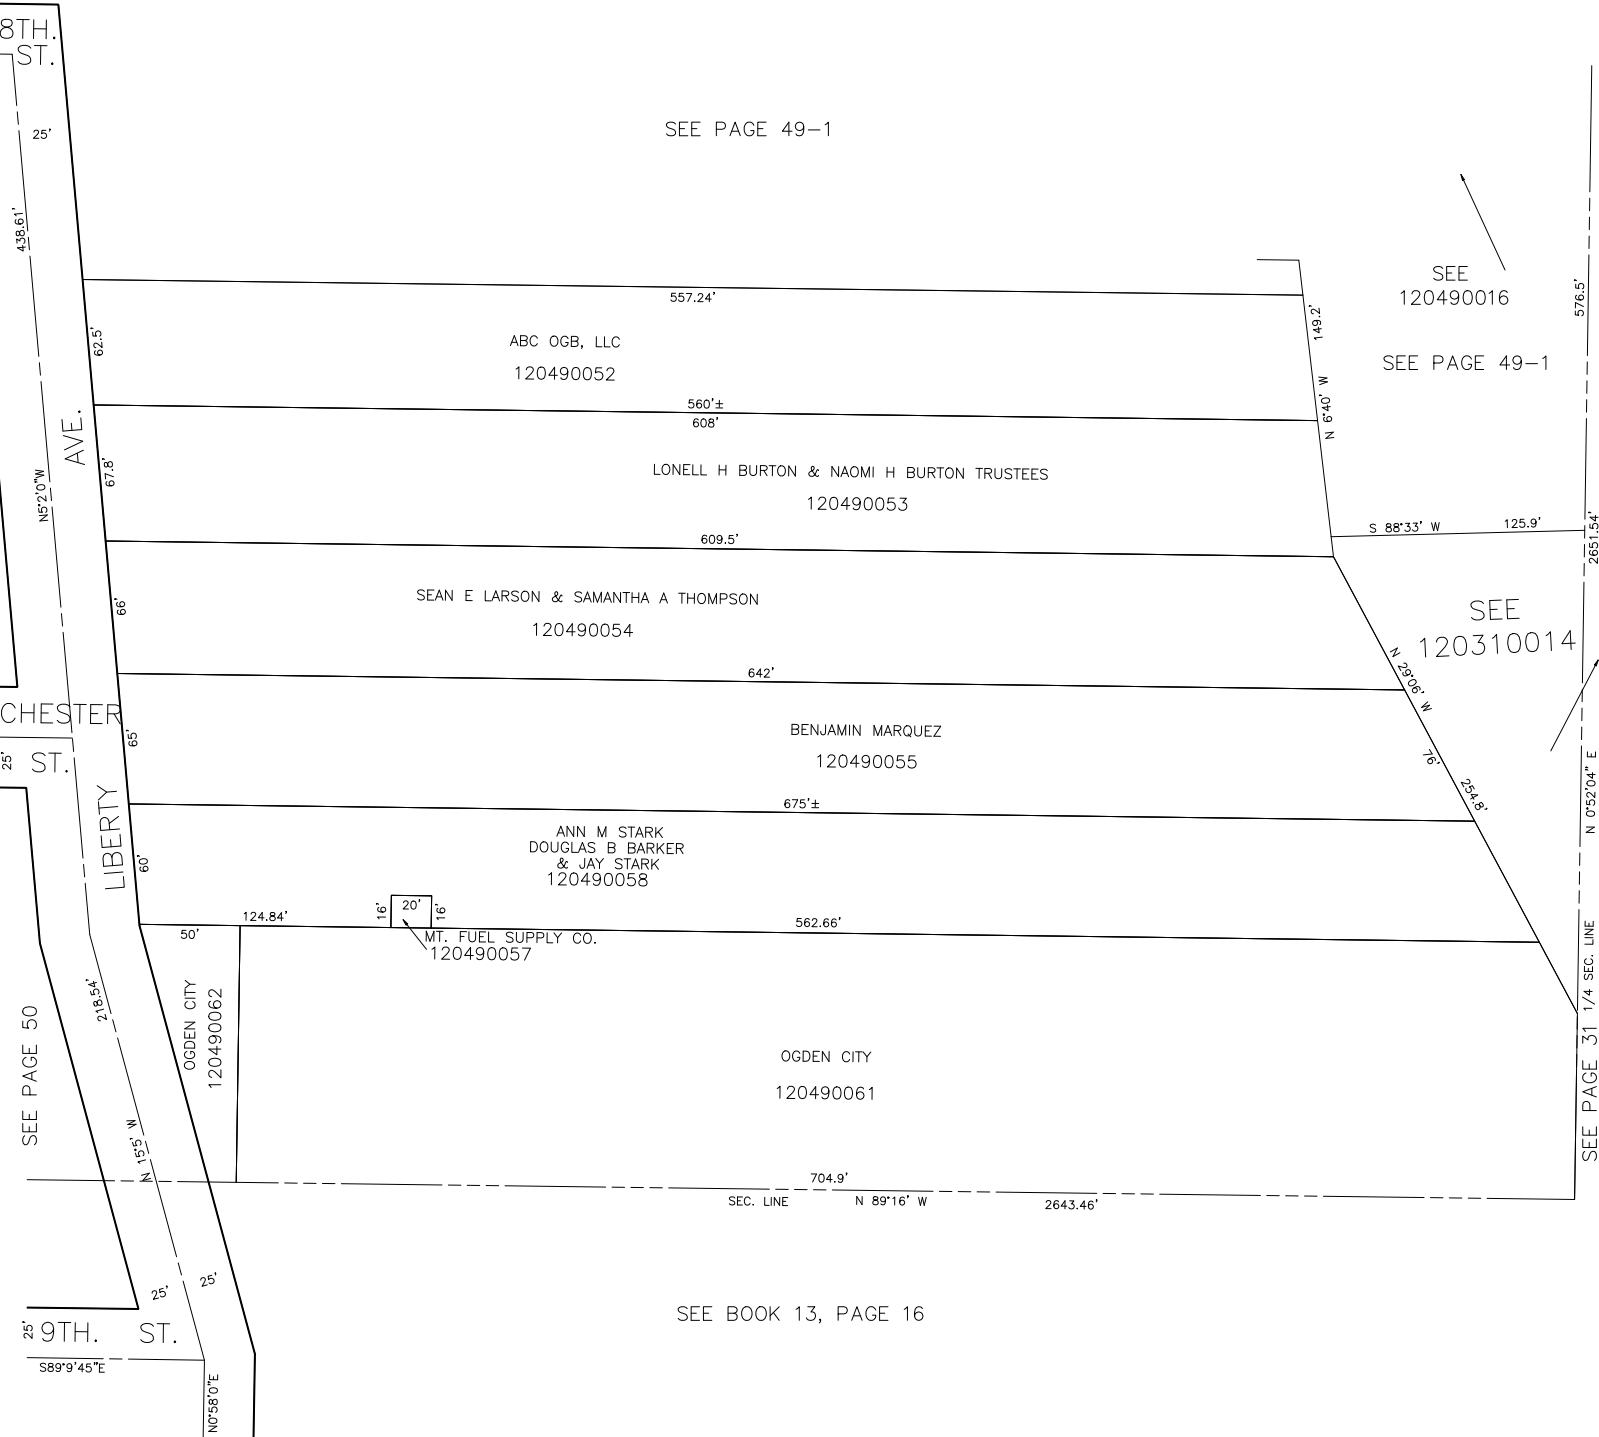 8TH.
ST.
SEE PAGE 49-1
25'
438.61'
SEE
120490016
576.5'
557.24'
149.2'
62.5'
ABC OGB, LLC
120490052
SEE PAGE 49-1
N 6°40' W
560'±
608'
AVE.
67.8'
LONELL H BURTON & NAOMI H BURTON TRUSTEES
120490053
N5°2'0"W
S 88°33' W
125.9'
2651.54'
609.5'
66'
SEAN E LARSON & SAMANTHA A THOMPSON
120490054
SEE
120310014
N 29°06' W
642'
CHESTER
ST.
25'
65'
BENJAMIN MARQUEZ
120490055
76'
254.8'
N 0°52'04" E
675'±
LIBERTY
60'
ANN M STARK
DOUGLAS B BARKER
& JAY STARK
120490058
16'
20'
16'
124.84'
562.66'
50'
MT. FUEL SUPPLY CO.
120490057
1/4 SEC. LINE
218.54'
OGDEN CITY
120490062
SEE PAGE 50
OGDEN CITY
120490061
SEE PAGE 31
N 15°5' W
704.9'
SEC. LINE
N 89°16' W
2643.46'
25'
25'
SEE BOOK 13, PAGE 16
25'
9TH. ST.
S89°9'45"E
N0°58'0"E